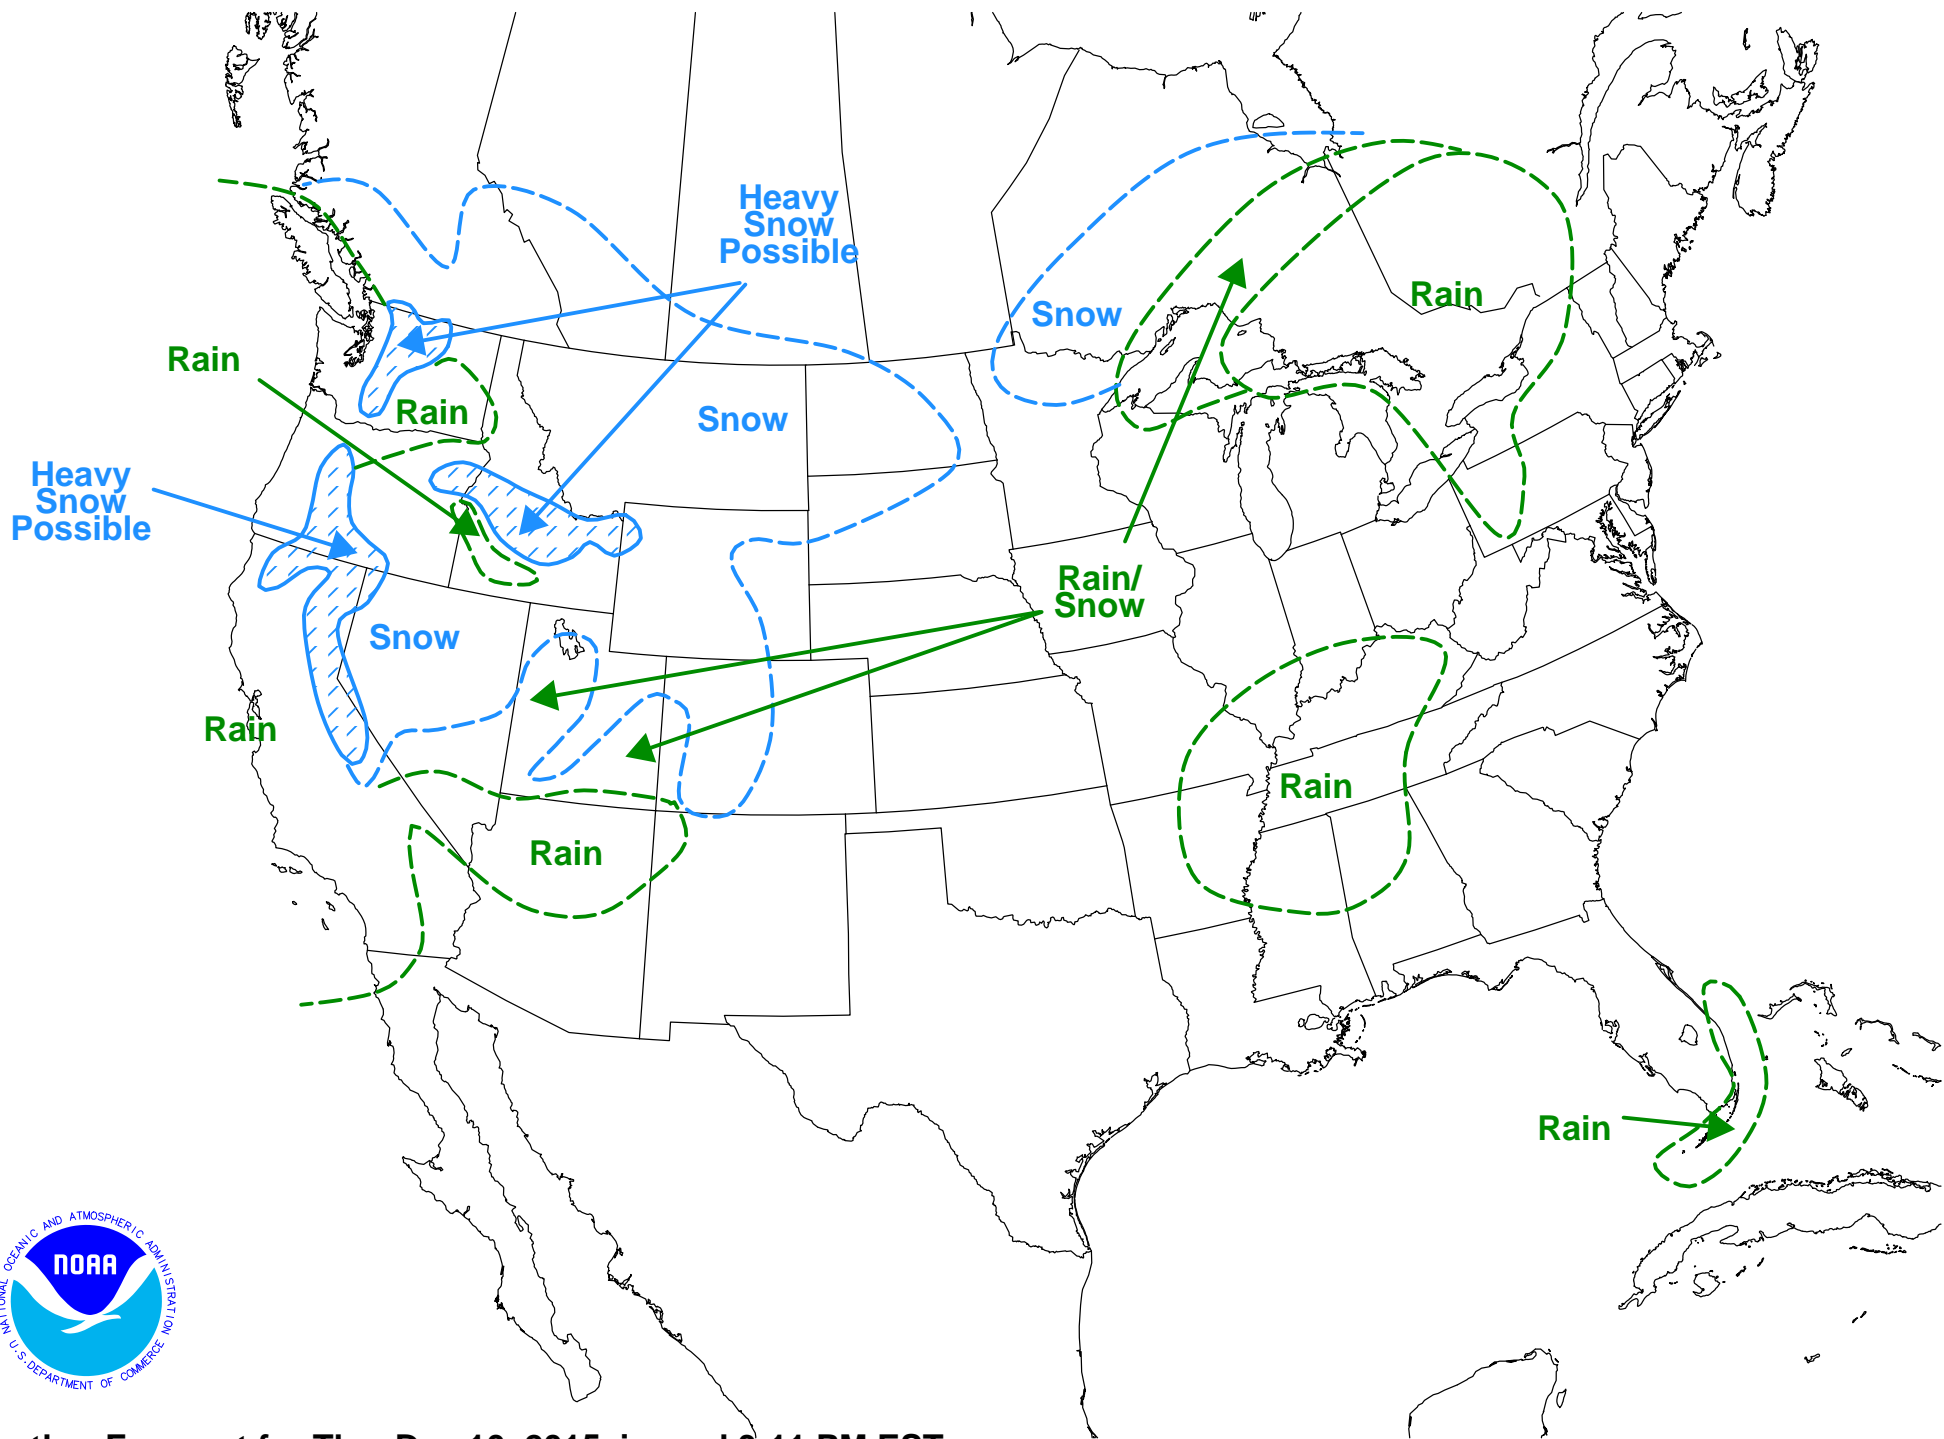 Heavy
Snow
Possible
Snow
Rain
Rain
Rain
Snow
Heavy
Snow
Possible
Rain/
Snow
Snow
Rain
Rain
Rain
Rain
NOAA
NATIONAL OCEANIC AND ATMOSPHERIC ADMINISTRATION
U.S. DEPARTMENT OF COMMERCE